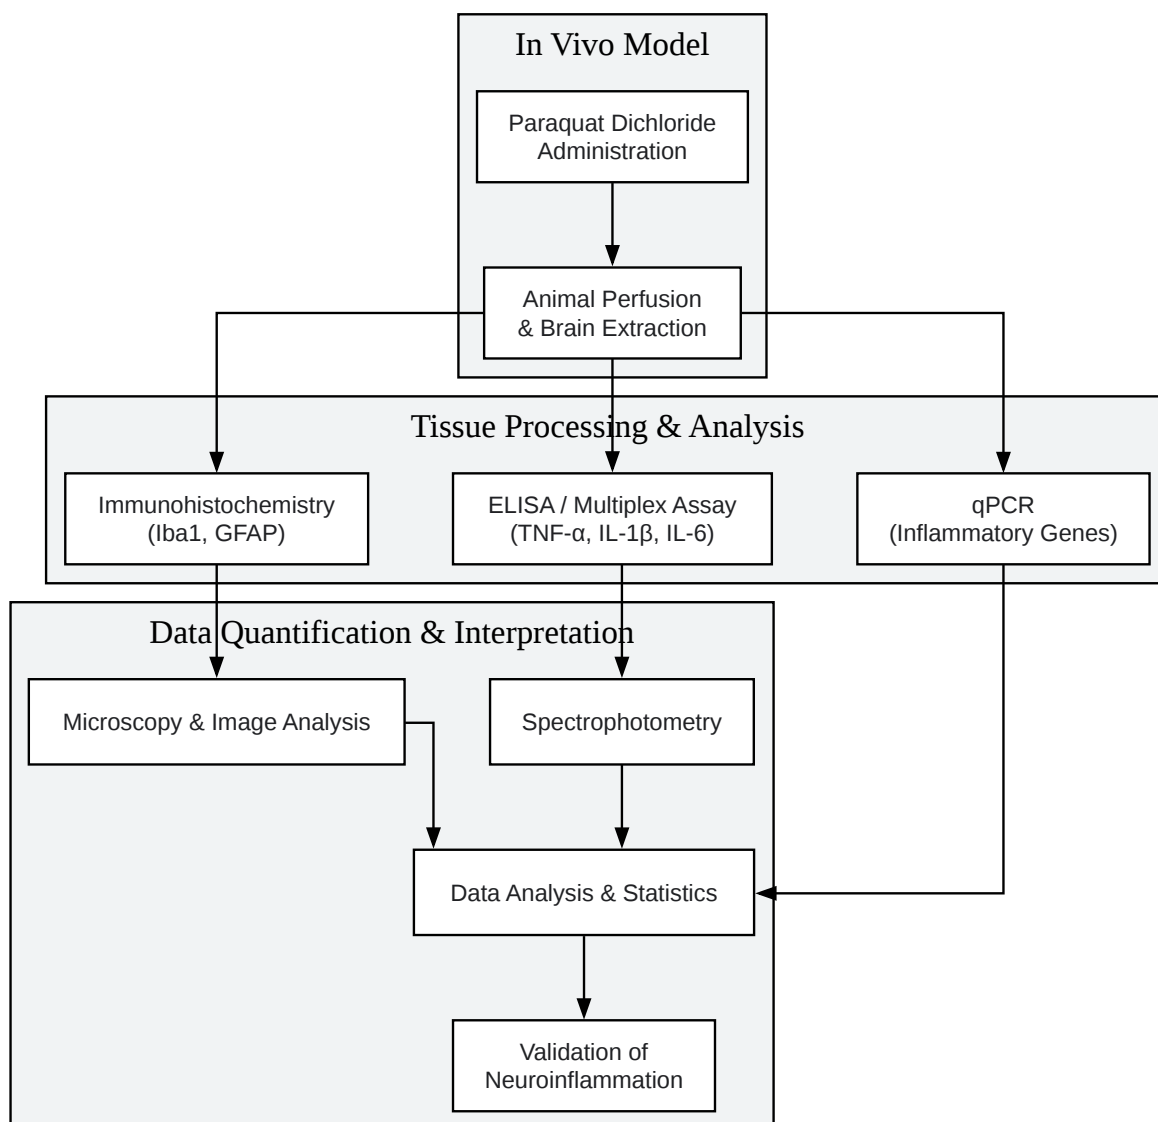 In Vivo Model
Paraquat Dichloride
Administration
Animal Perfusion
& Brain Extraction
Tissue Processing & Analysis
Immunohistochemistry
(Iba1, GFAP)
ELISA / Multiplex Assay
(TNF-α, IL-1β, IL-6)
qPCR
(Inflammatory Genes)
Data Quantification & Interpretation
Microscopy & Image Analysis
Spectrophotometry
Data Analysis & Statistics
Validation of
Neuroinflammation